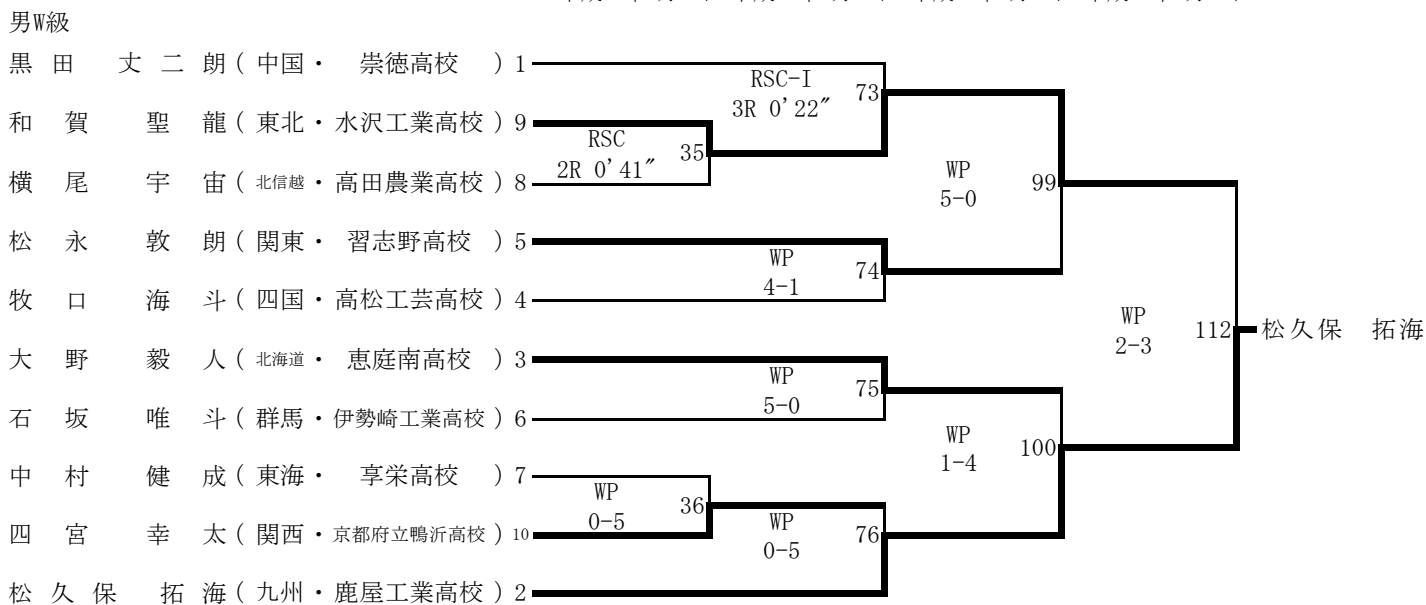 男W級
黒田 丈二朗(中国・ 崇徳高校 )1
RSC-I
73
3R 0'22"
和賀 聖龍(東北・水沢工業高校)9
RSC
35
2R 0'41"
横尾 宇宙(北信越・高田農業高校)8
WP
99
5-0
松永 敦朗(関東・ 習志野高校 )5
WP
74
4-1
牧口 海斗(四国・高松工芸高校)4
WP
112
2-3
松久保 拓海
大野 毅人(北海道・ 恵庭南高校 )3
WP
75
5-0
石坂 唯斗(群馬・伊勢崎工業高校)6
WP
100
1-4
中村 健成(東海・ 享栄高校 )7
WP
36
0-5
四宮 幸太(関西・京都府立鴨沂高校)10
WP
76
0-5
松久保 拓海(九州・鹿屋工業高校)2